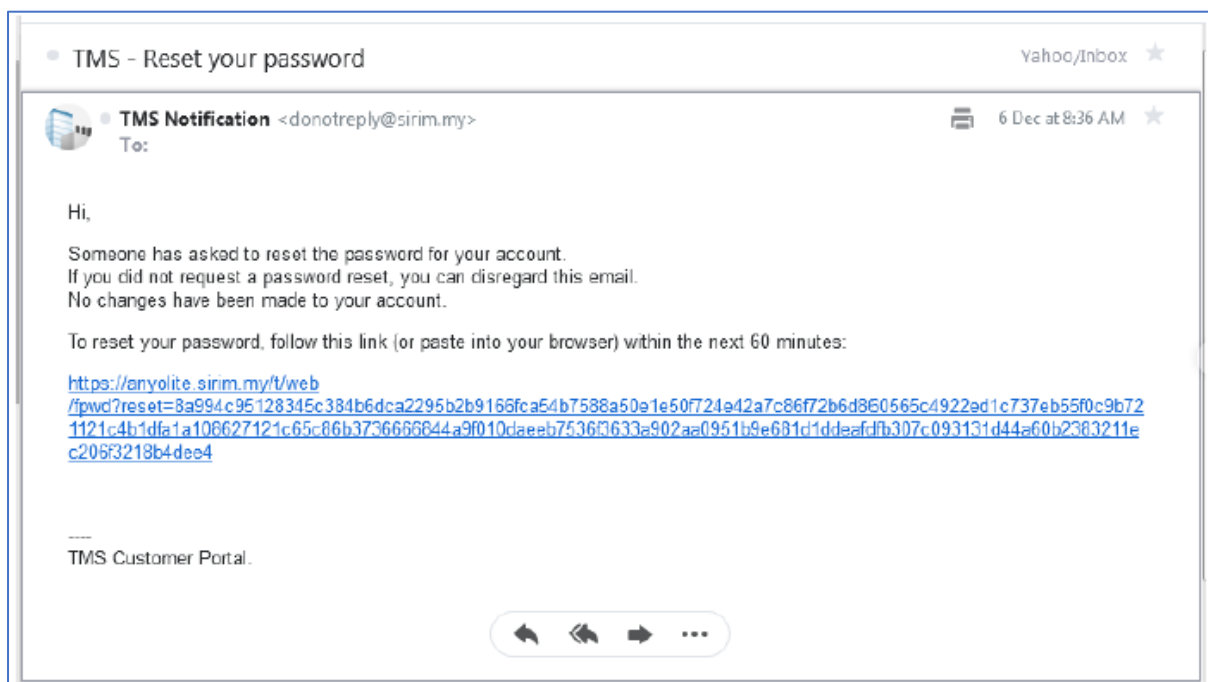 TMS - Reset your password
Yahoo/Inbox
TMS Notification <donotreply@sirim.my>
6 Dec at 8:36 AM
To:
Hi,
Someone has asked to reset the password for your account.
If you did not request a password reset, you can disregard this email.
No changes have been made to your account.
To reset your password, follow this link (or paste into your browser) within the next 60 minutes:
https://anyolite.sirim.my/t/web
/fpwd?reset=8a994c95128345c384b6dca2295b2b9166fca54b7588a50e1e50f724e42a7c86f72b6d860565c4922ed1c737eb55f0c9b72
1121c4b1dfa1a108627121c65c86b3736666844a9f010daeeb7536f3633a902aa0951b9e681d1ddeafdfb307c093131d44a60b2383211e
c206f3218b4dee4
----
TMS Customer Portal.